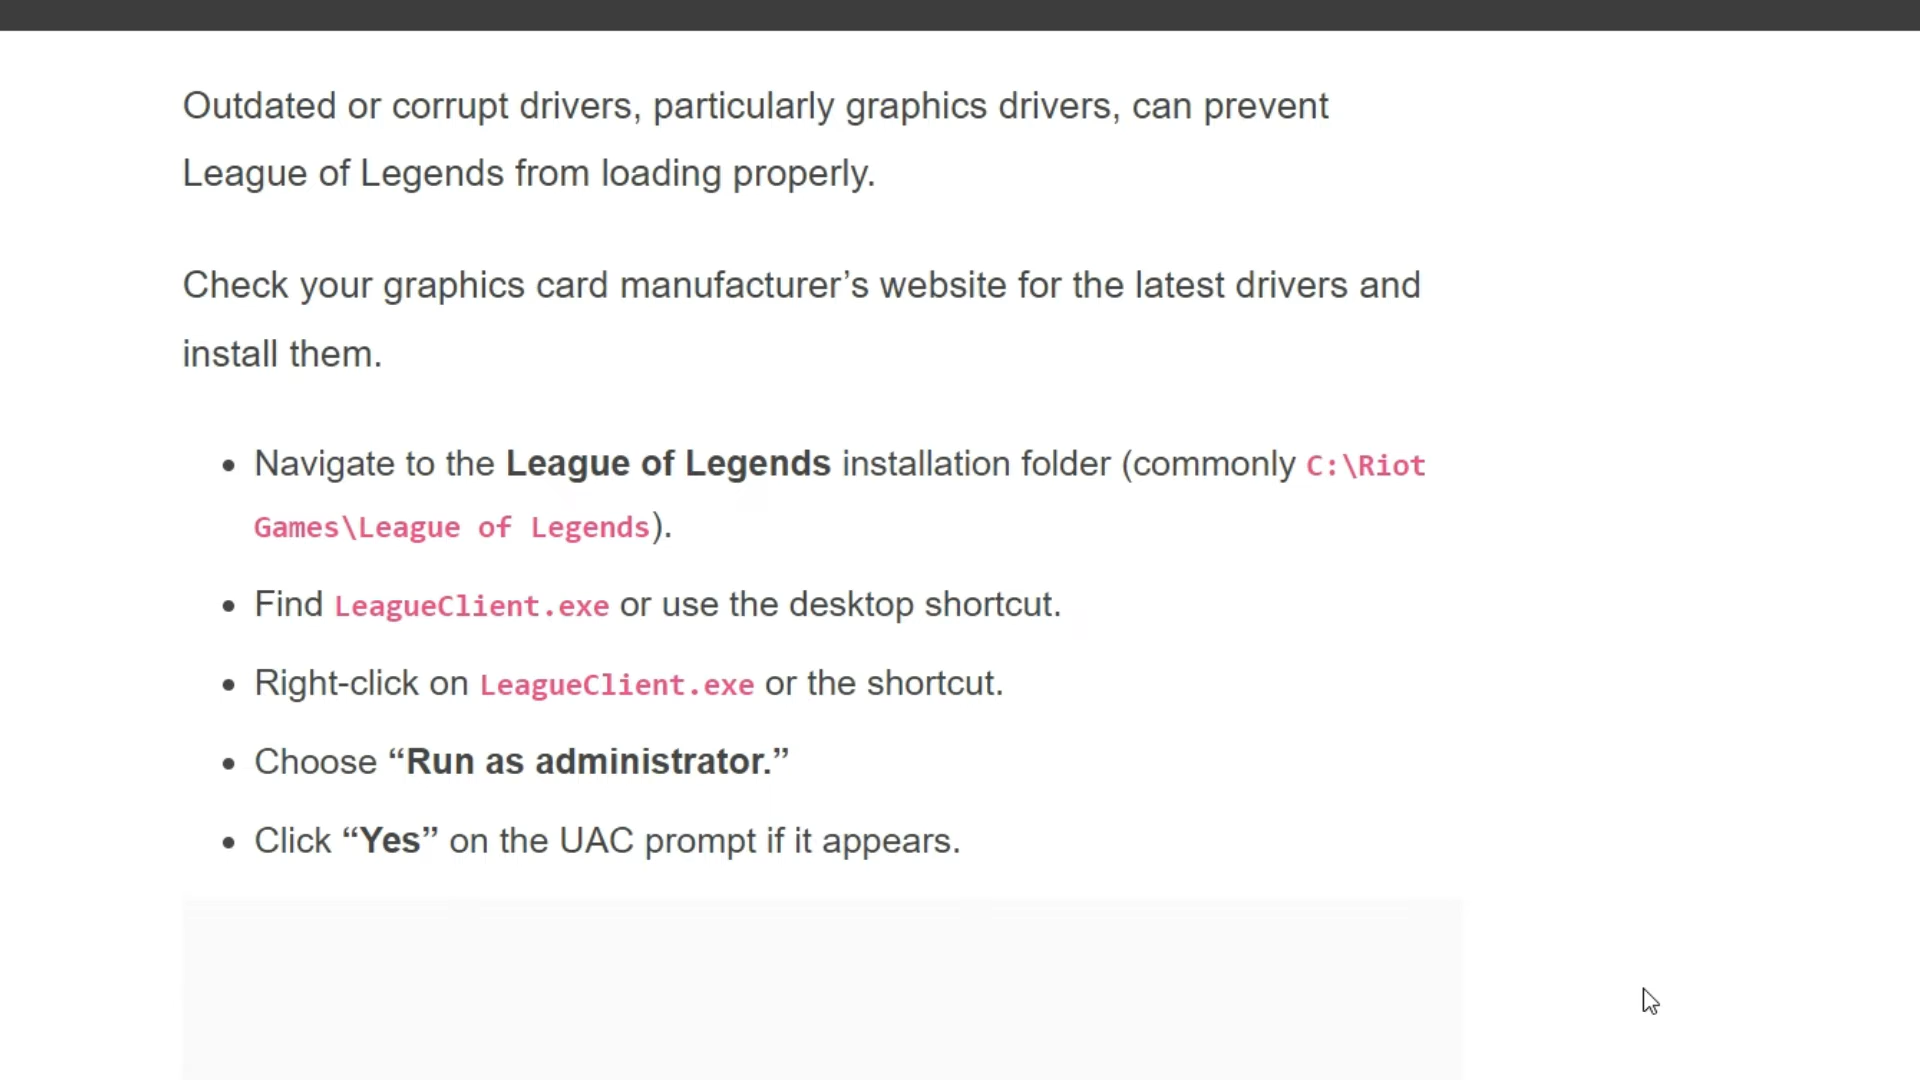 Outdated or corrupt drivers, particularly graphics drivers, can prevent
League of Legends from loading properly.
Check your graphics card manufacturer’s website for the latest drivers and
install them.
• Navigate to the League of Legends installation folder (commonly C:\Riot
Games\League of Legends).
• Find LeagueClient.exe or use the desktop shortcut.
• Right-click on LeagueClient.exe or the shortcut.
• Choose “Run as administrator.”
• Click “Yes” on the UAC prompt if it appears.